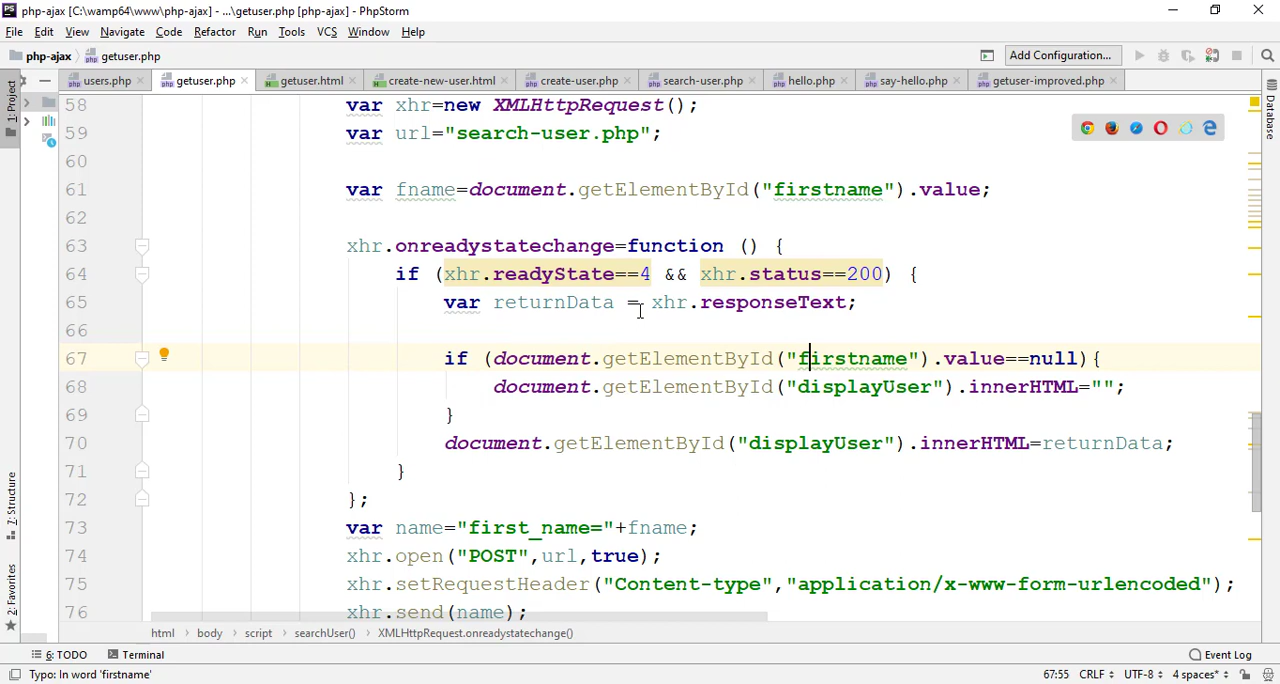 PS php-ajax [C:\wamp64\www\php-ajax] - ...\getuser.php [php-ajax] - PhpStorm
File Edit View Navigate Code Refactor Run Tools VCS Window Help
php-ajax getuser.php Add Configuration...
users.php getuser.php getuser.html create-new-user.html create-user.php search-user.php hello.php say-hello.php getuser-improved.php
1: Project
Database
7: Structure
2: Favorites
58 var xhr=new XMLHttpRequest();
59 var url="search-user.php";
60
61 var fname=document.getElementById("firstname").value;
62
63 xhr.onreadystatechange=function () {
64 if (xhr.readyState==4 && xhr.status==200) {
65 var returnData = xhr.responseText;
66
67 if (document.getElementById("firstname").value==null){
68 document.getElementById("displayUser").innerHTML="";
69 }
70 document.getElementById("displayUser").innerHTML=returnData;
71 }
72 };
73 var name="first_name="+fname;
74 xhr.open("POST",url,true);
75 xhr.setRequestHeader("Content-type","application/x-www-form-urlencoded");
76 xhr.send(name);
html body script searchUser() XMLHttpRequest.onreadystatechange()
6: TODO Terminal Event Log
Typo: In word 'firstname' 67:55 CRLF UTF-8 4 spaces*